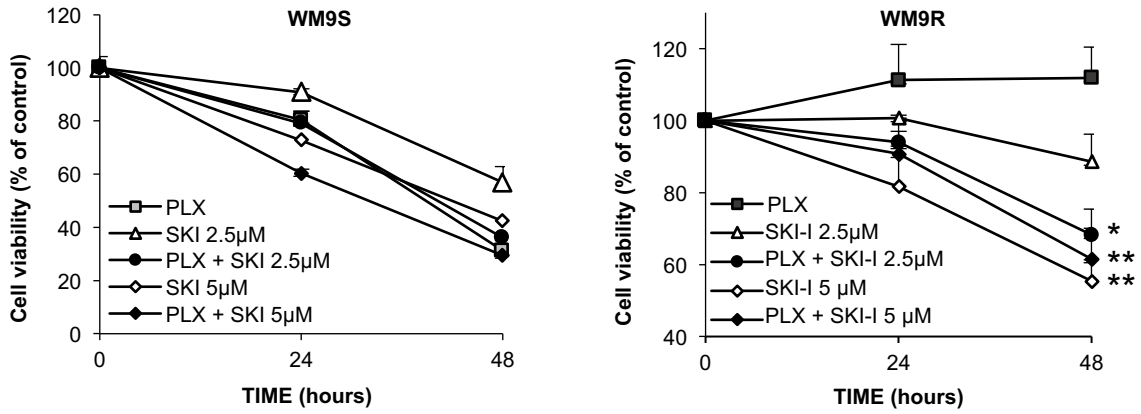 WM9S
Cell viability (% of control)
120
100
80
60
40
20
0
PLX
SKI 2.5µM
PLX + SKI 2.5µM
SKI 5µM
PLX + SKI 5µM
0
24
48
TIME (hours)
WM9R
Cell viability (% of control)
120
100
80
60
40
PLX
SKI-I 2.5µM
PLX + SKI-I 2.5µM
SKI-I 5 µM
PLX + SKI-I 5 µM
*
**
**
0
24
48
TIME (hours)